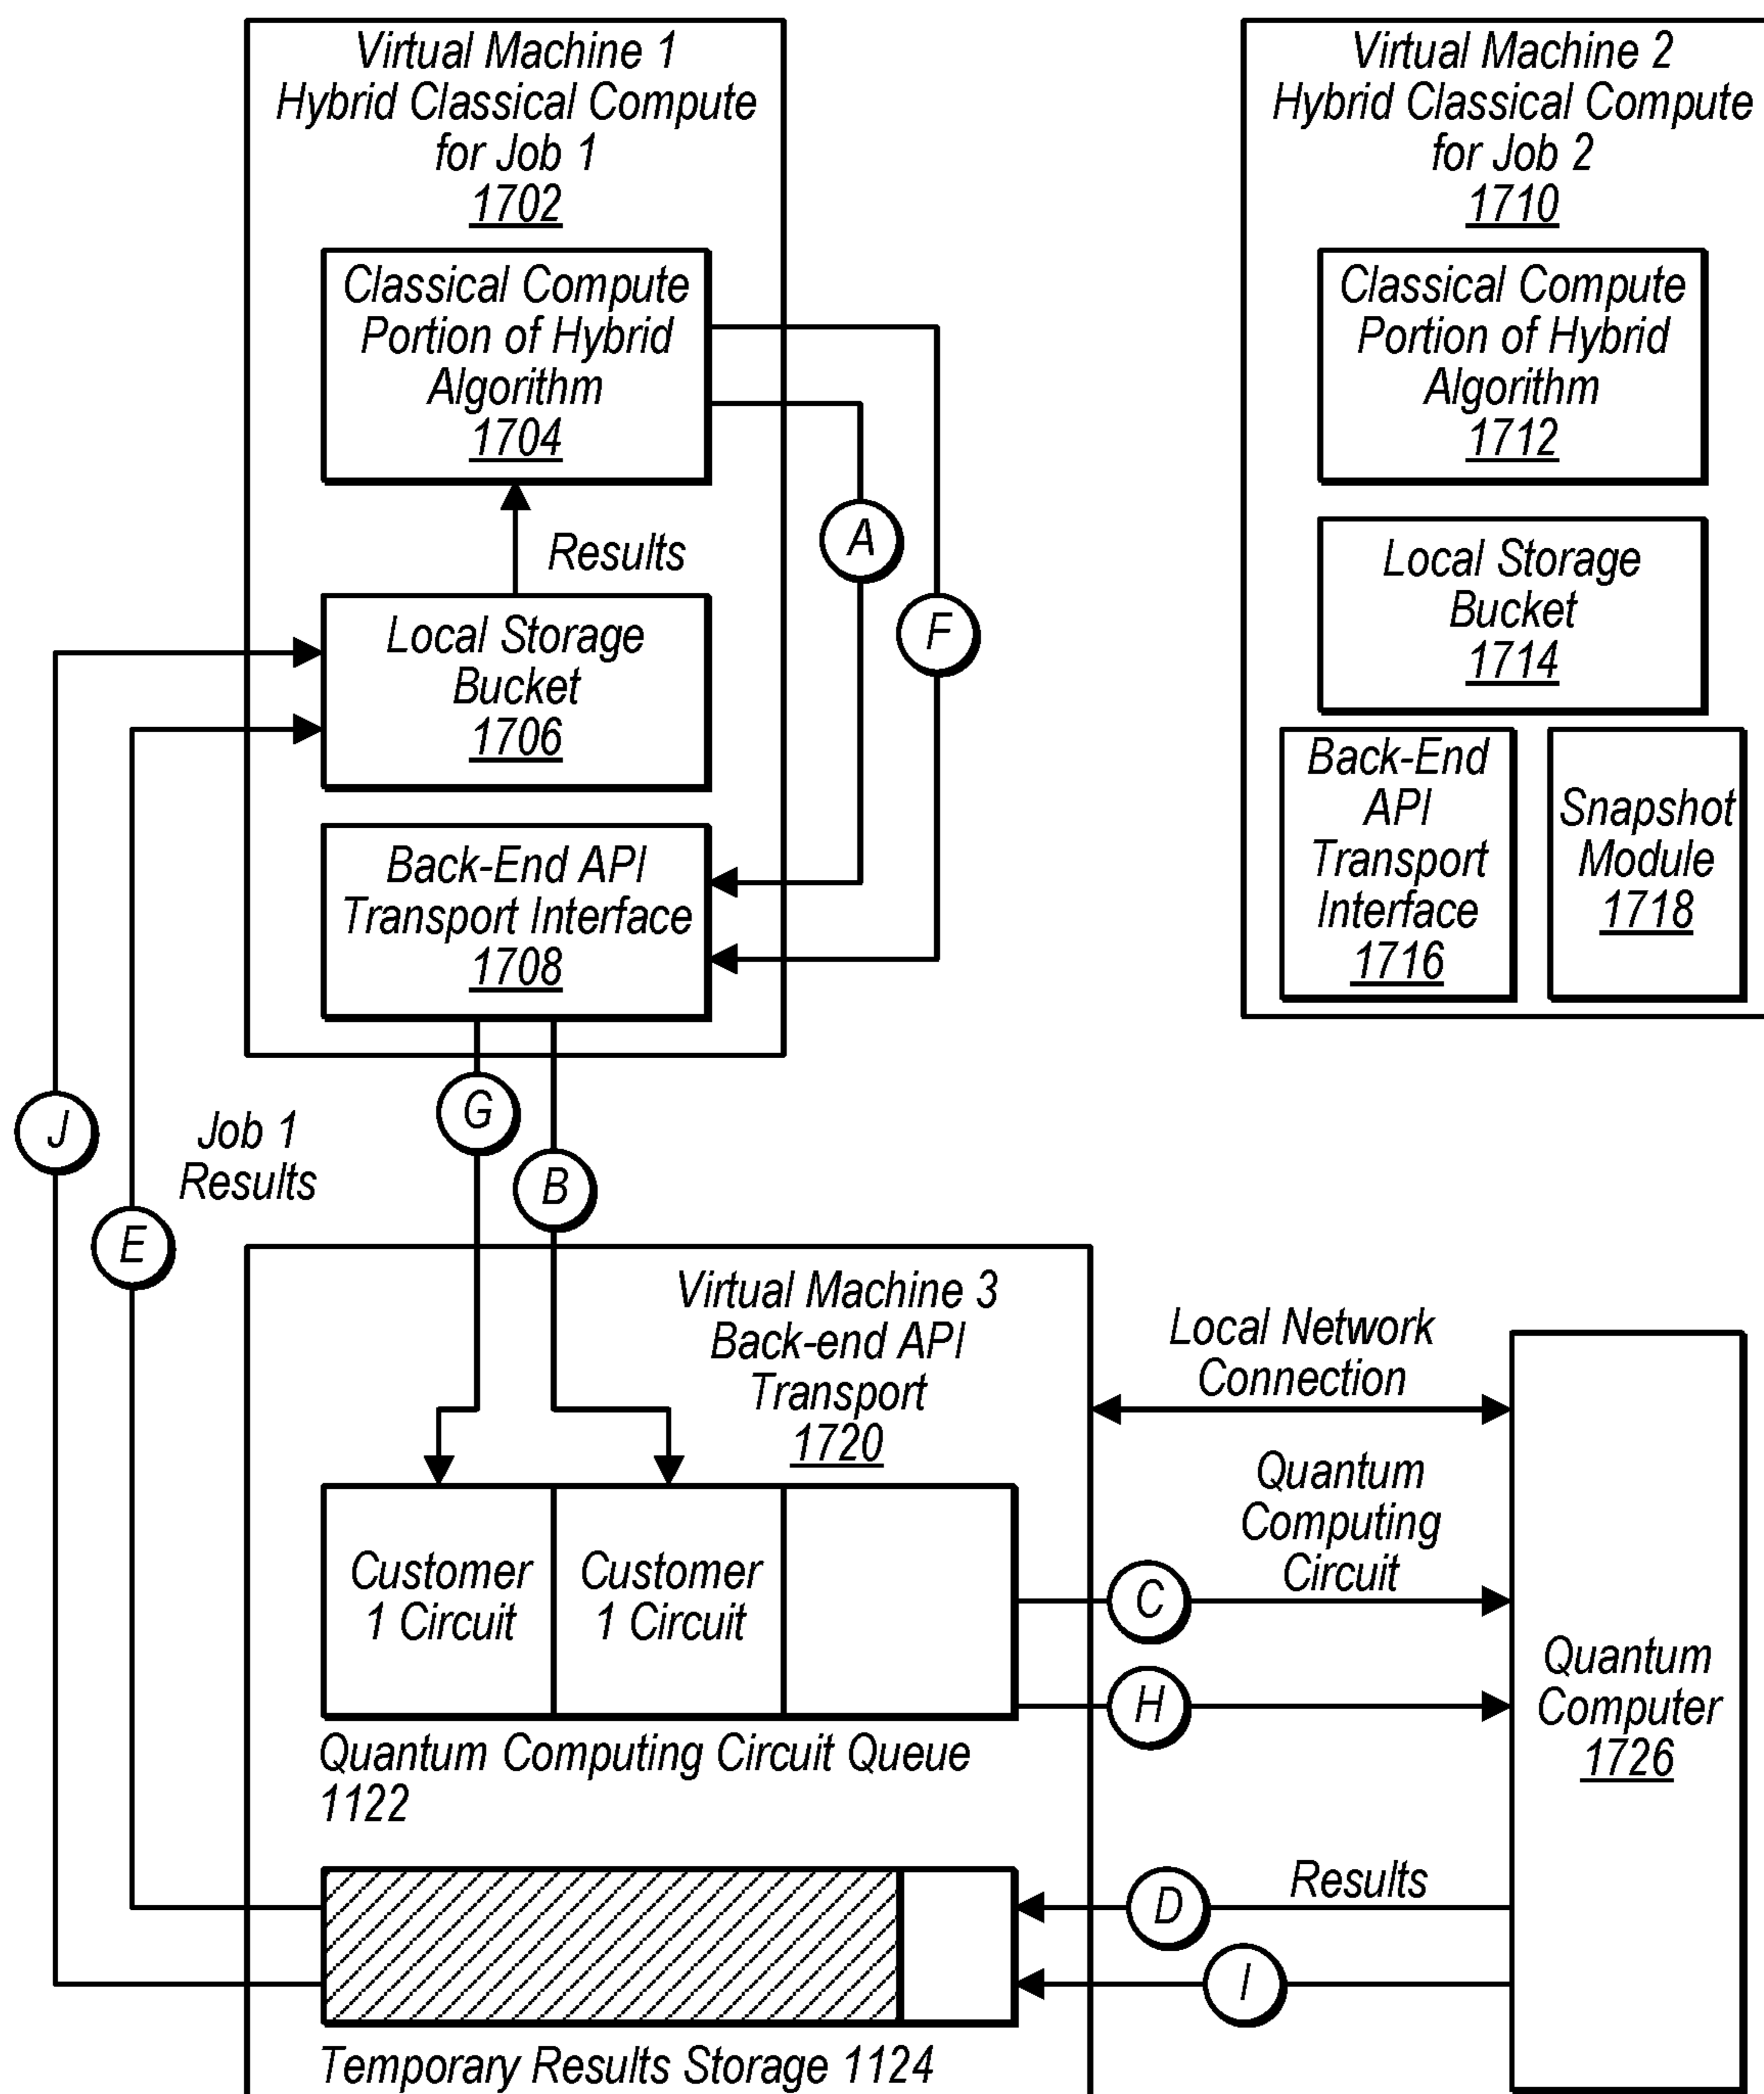 Virtual Machine 1
Hybrid Classical Compute
for Job 1
1702
Classical Compute
Portion of Hybrid
Algorithm
1704
Results
Local Storage
Bucket
1706
Back-End API
Transport Interface
1708
A
F
Virtual Machine 2
Hybrid Classical Compute
for Job 2
1710
Classical Compute
Portion of Hybrid
Algorithm
1712
Local Storage
Bucket
1714
Back-End
API
Transport
Interface
1716
Snapshot
Module
1718
J
E
Job 1
Results
G
B
Virtual Machine 3
Back-end API
Transport
1720
Customer
1 Circuit
Customer
1 Circuit
Quantum Computing Circuit Queue
1122
Temporary Results Storage 1124
Local Network
Connection
Quantum
Computing
Circuit
C
H
Results
D
I
Quantum
Computer
1726